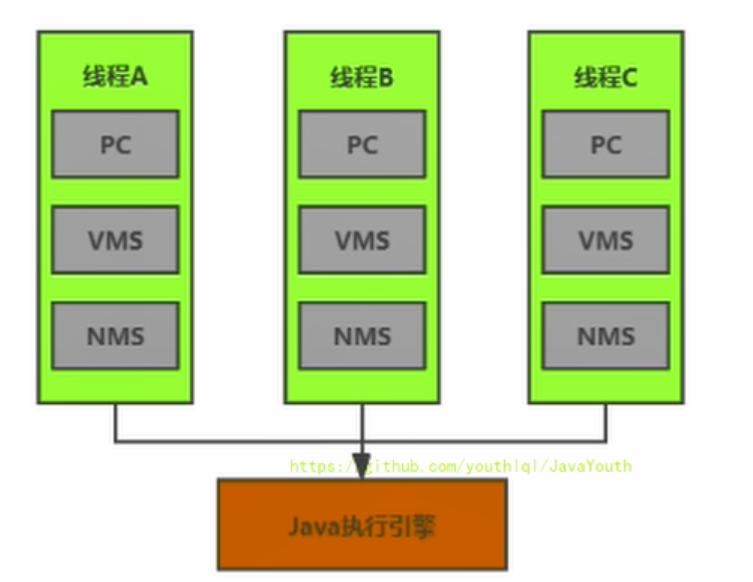 线程A
线程B
线程C
PC
PC
PC
VMS
VMS
VMS
NMS
NMS
NMS
https://github.com/youthlql/JavaYouth
Java执行引擎